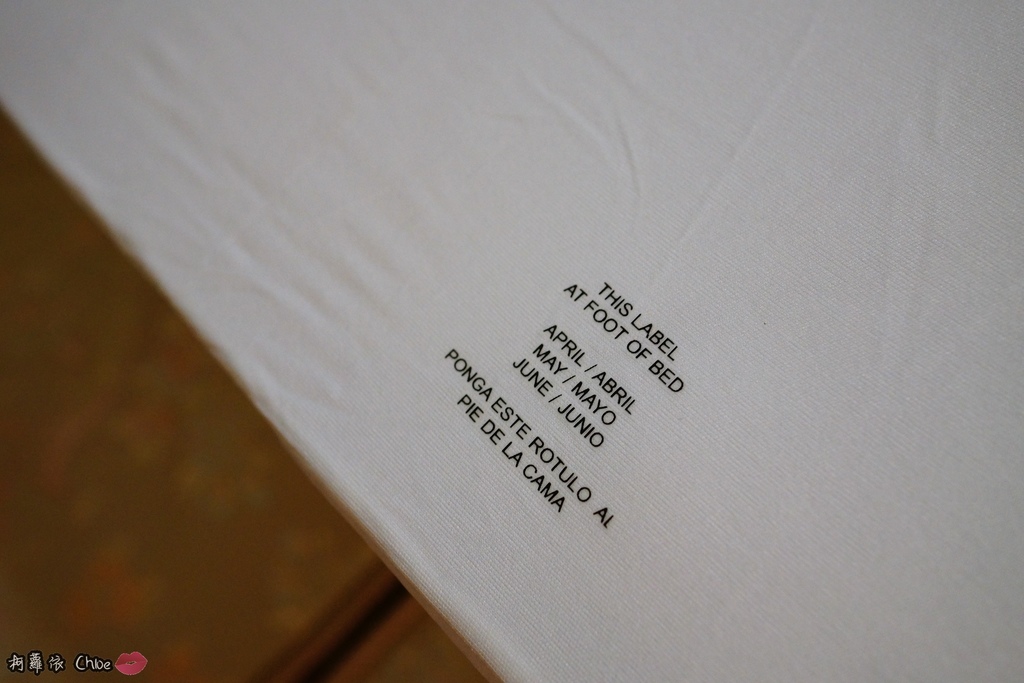 THIS LABEL
AT FOOT OF BED
APRIL / ABRIL
MAY / MAYO
JUNE / JUNIO
PONGA ESTE ROTULO AL
PIE DE LA CAMA
柯蘿依 Chloe